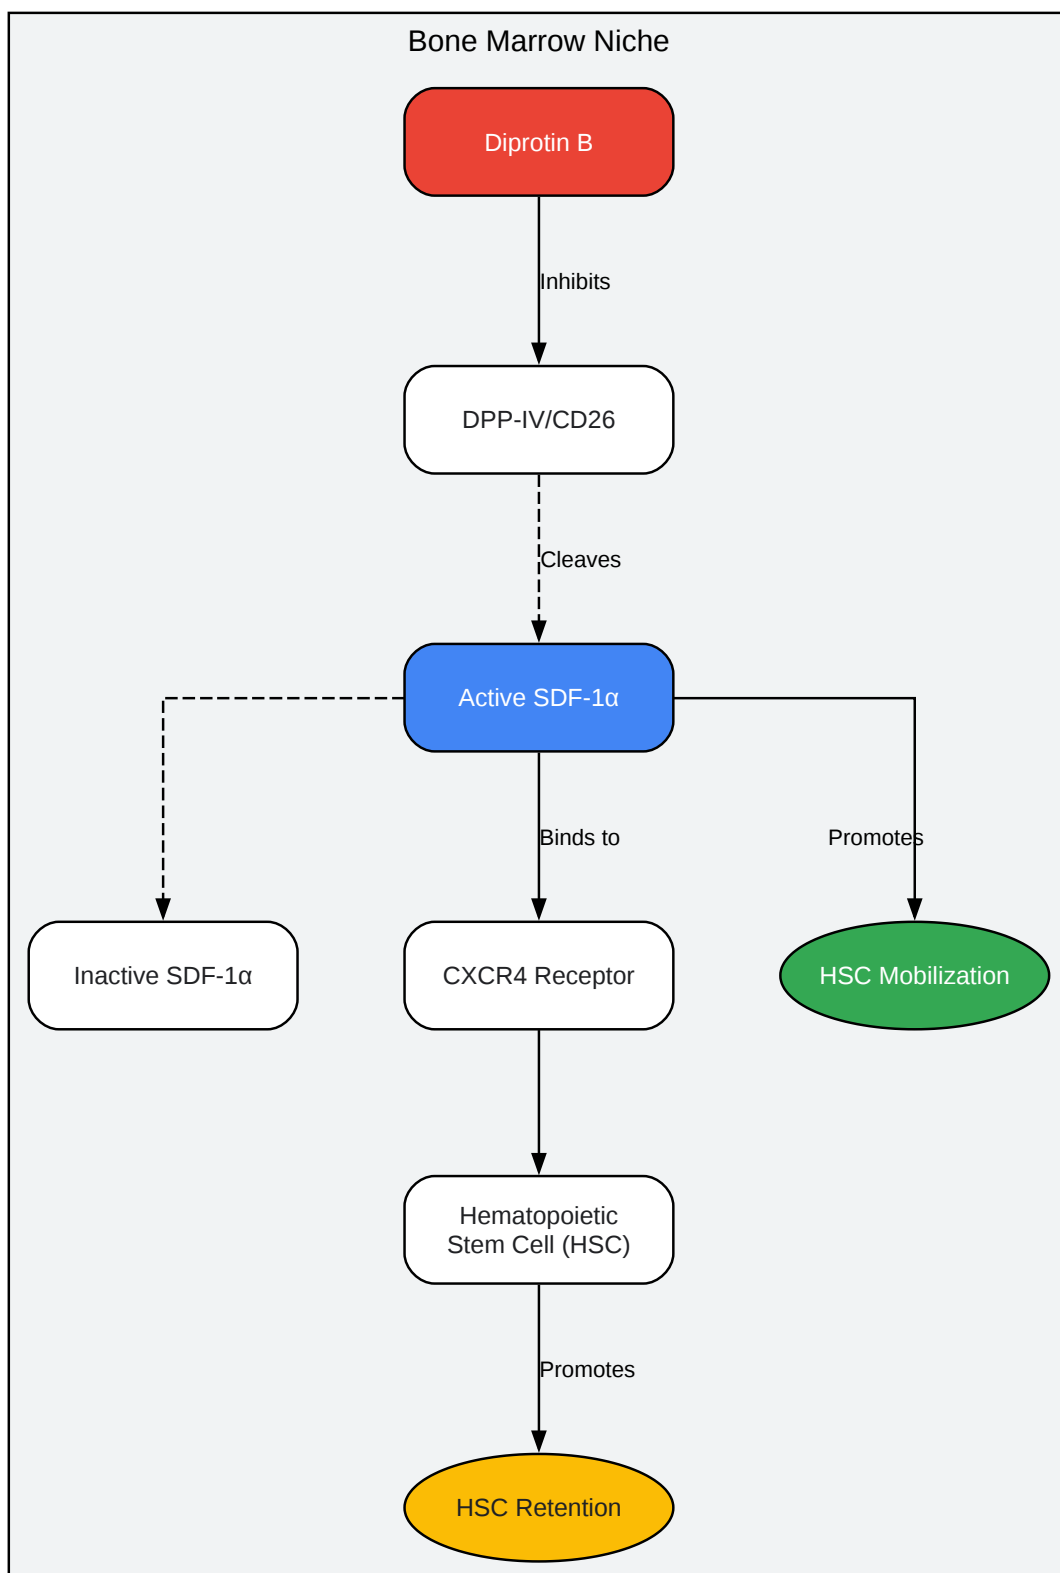 Bone Marrow Niche
Diprotin B
Inhibits
DPP-IV/CD26
Cleaves
Active SDF-1α
Binds to
Promotes
Inactive SDF-1α
CXCR4 Receptor
HSC Mobilization
Hematopoietic
Stem Cell (HSC)
Promotes
HSC Retention